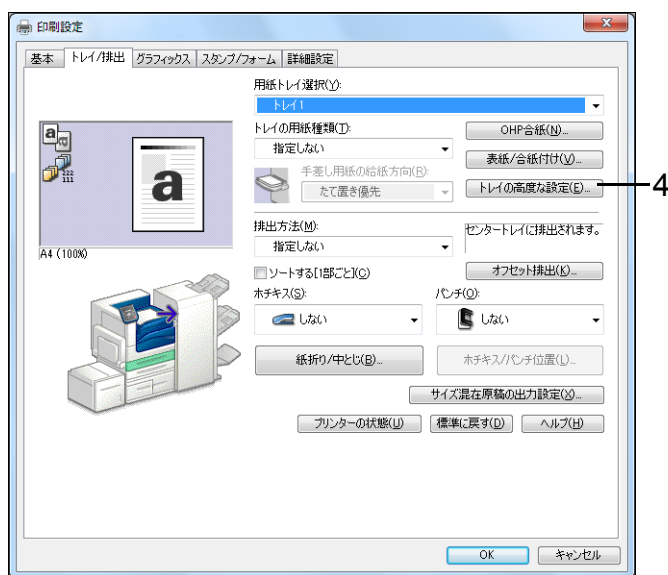 印刷設定
基本 トレイ/排出 グラフィックス スタンプ/フォーム 詳細設定
用紙トレイ選択(Y):
トレイ1
トレイの用紙種類(T):
指定しない
OHP合紙(N)...
表紙/合紙付け(V)...
手差し用紙の給紙方向(R):
たて置き優先
トレイの高度な設定(E)...
4
a
a
222
111
A4 (100%)
排出方法(M):
指定しない
センタートレイに排出されます。
ソートする[1部ごと](C)
オフセット排出(K)...
ホチキス(S):
しない
パンチ(O):
しない
紙折り/中とじ(B)...
ホチキス/パンチ位置(L)...
サイズ混在原稿の出力設定(X)...
プリンターの状態(U)
標準に戻す(D)
ヘルプ(H)
OK
キャンセル